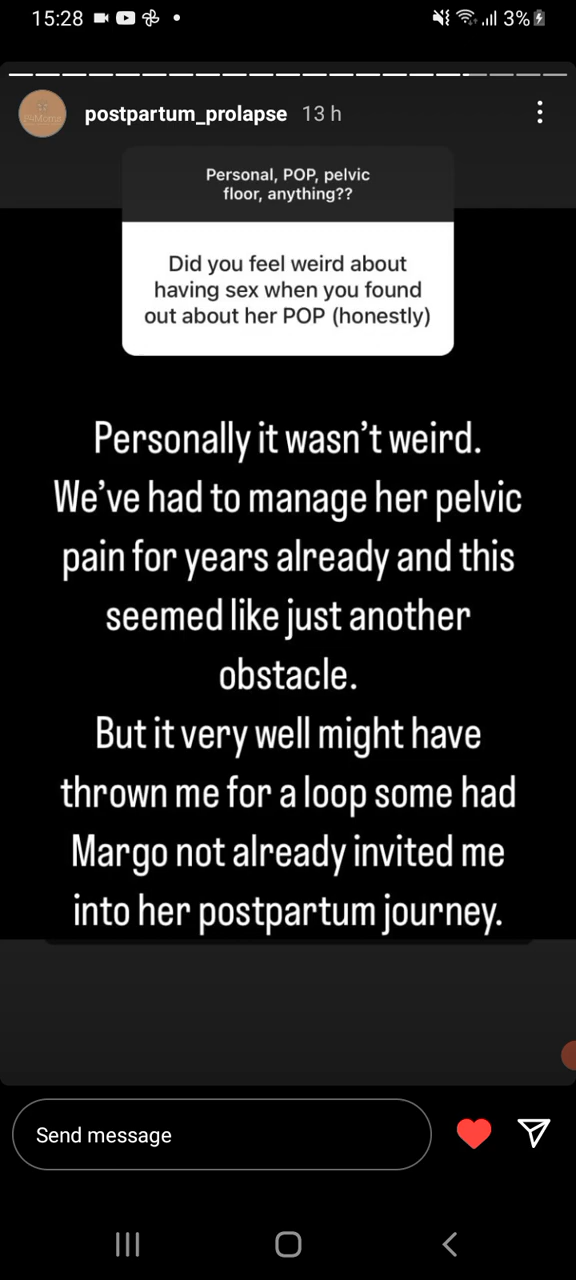 15:28 3%
postpartum_prolapse 13 h
Personal, POP, pelvic
floor, anything??
Did you feel weird about
having sex when you found
out about her POP (honestly)
Personally it wasn't weird.
We've had to manage her pelvic
pain for years already and this
seemed like just another
obstacle.
But it very well might have
thrown me for a loop some had
Margo not already invited me
into her postpartum journey.
Send message